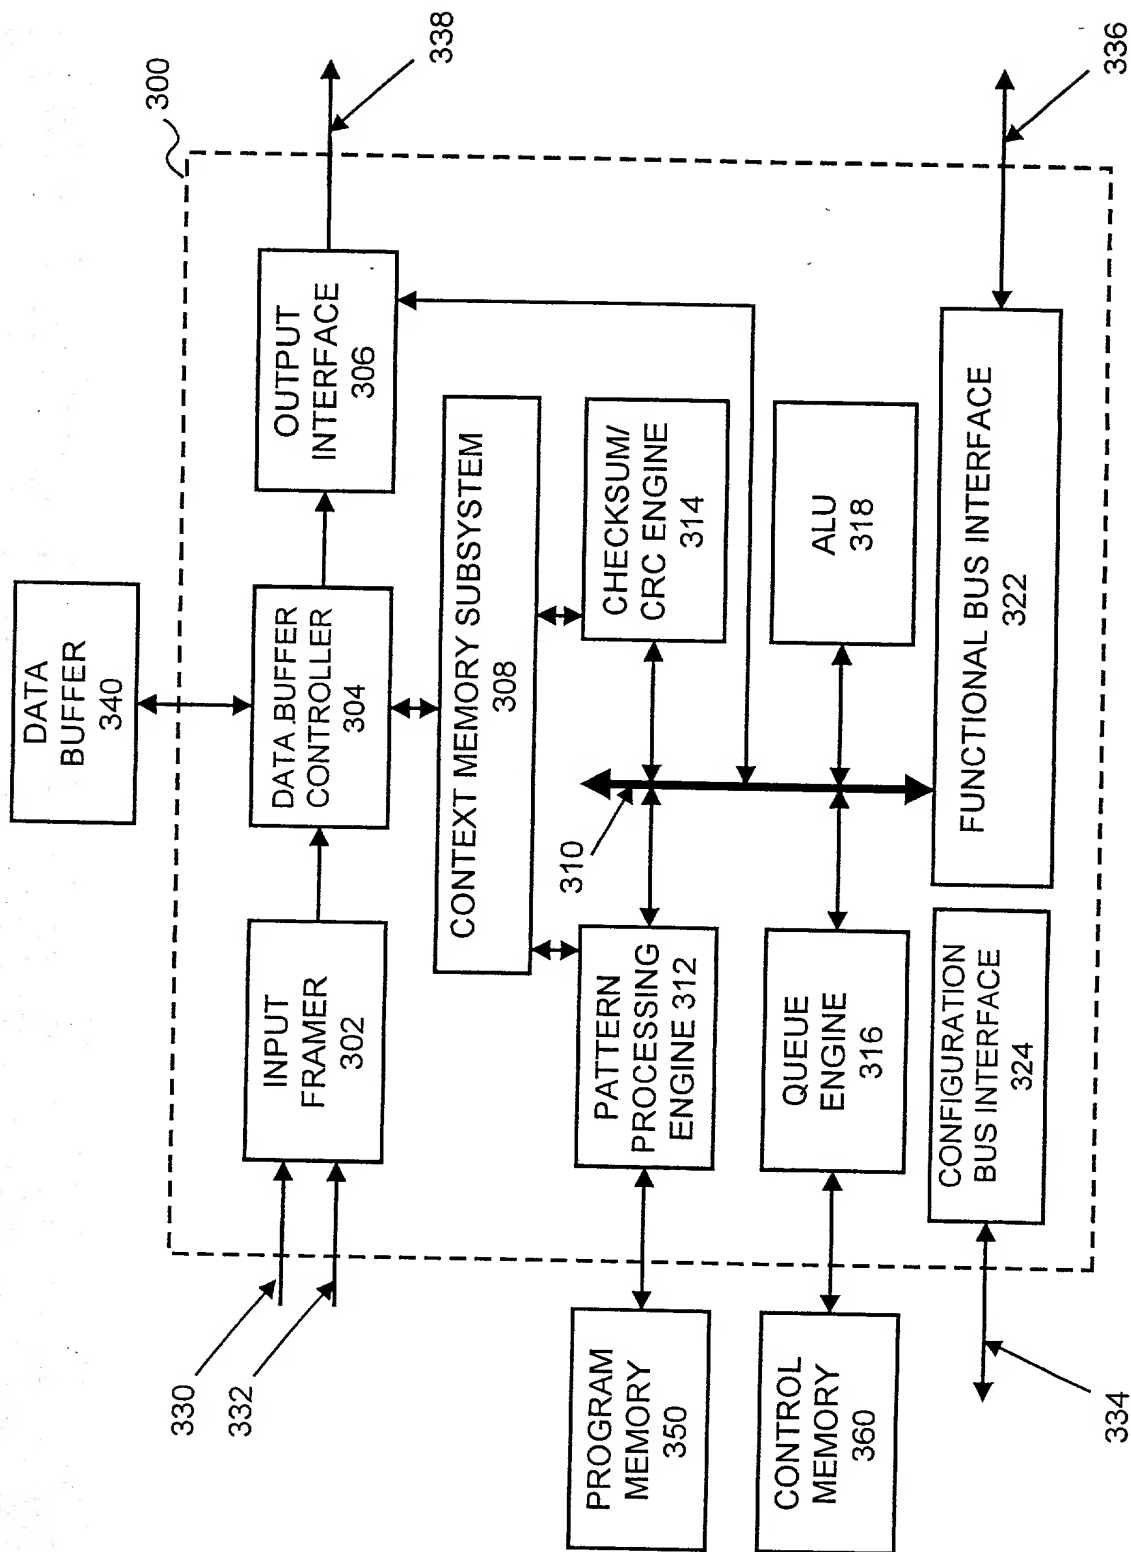 300
DATA
BUFFER
340
338
INPUT
FRAMER
302
DATA BUFFER
CONTROLLER
304
OUTPUT
INTERFACE
306
330
332
CONTEXT MEMORY SUBSYSTEM
308
310
PROGRAM
MEMORY
350
PATTERN
PROCESSING
ENGINE 312
CHECKSUM/
CRC ENGINE
314
CONTROL
MEMORY
360
QUEUE
ENGINE
316
ALU
318
CONFIGURATION
BUS INTERFACE
324
FUNCTIONAL BUS INTERFACE
322
334
336